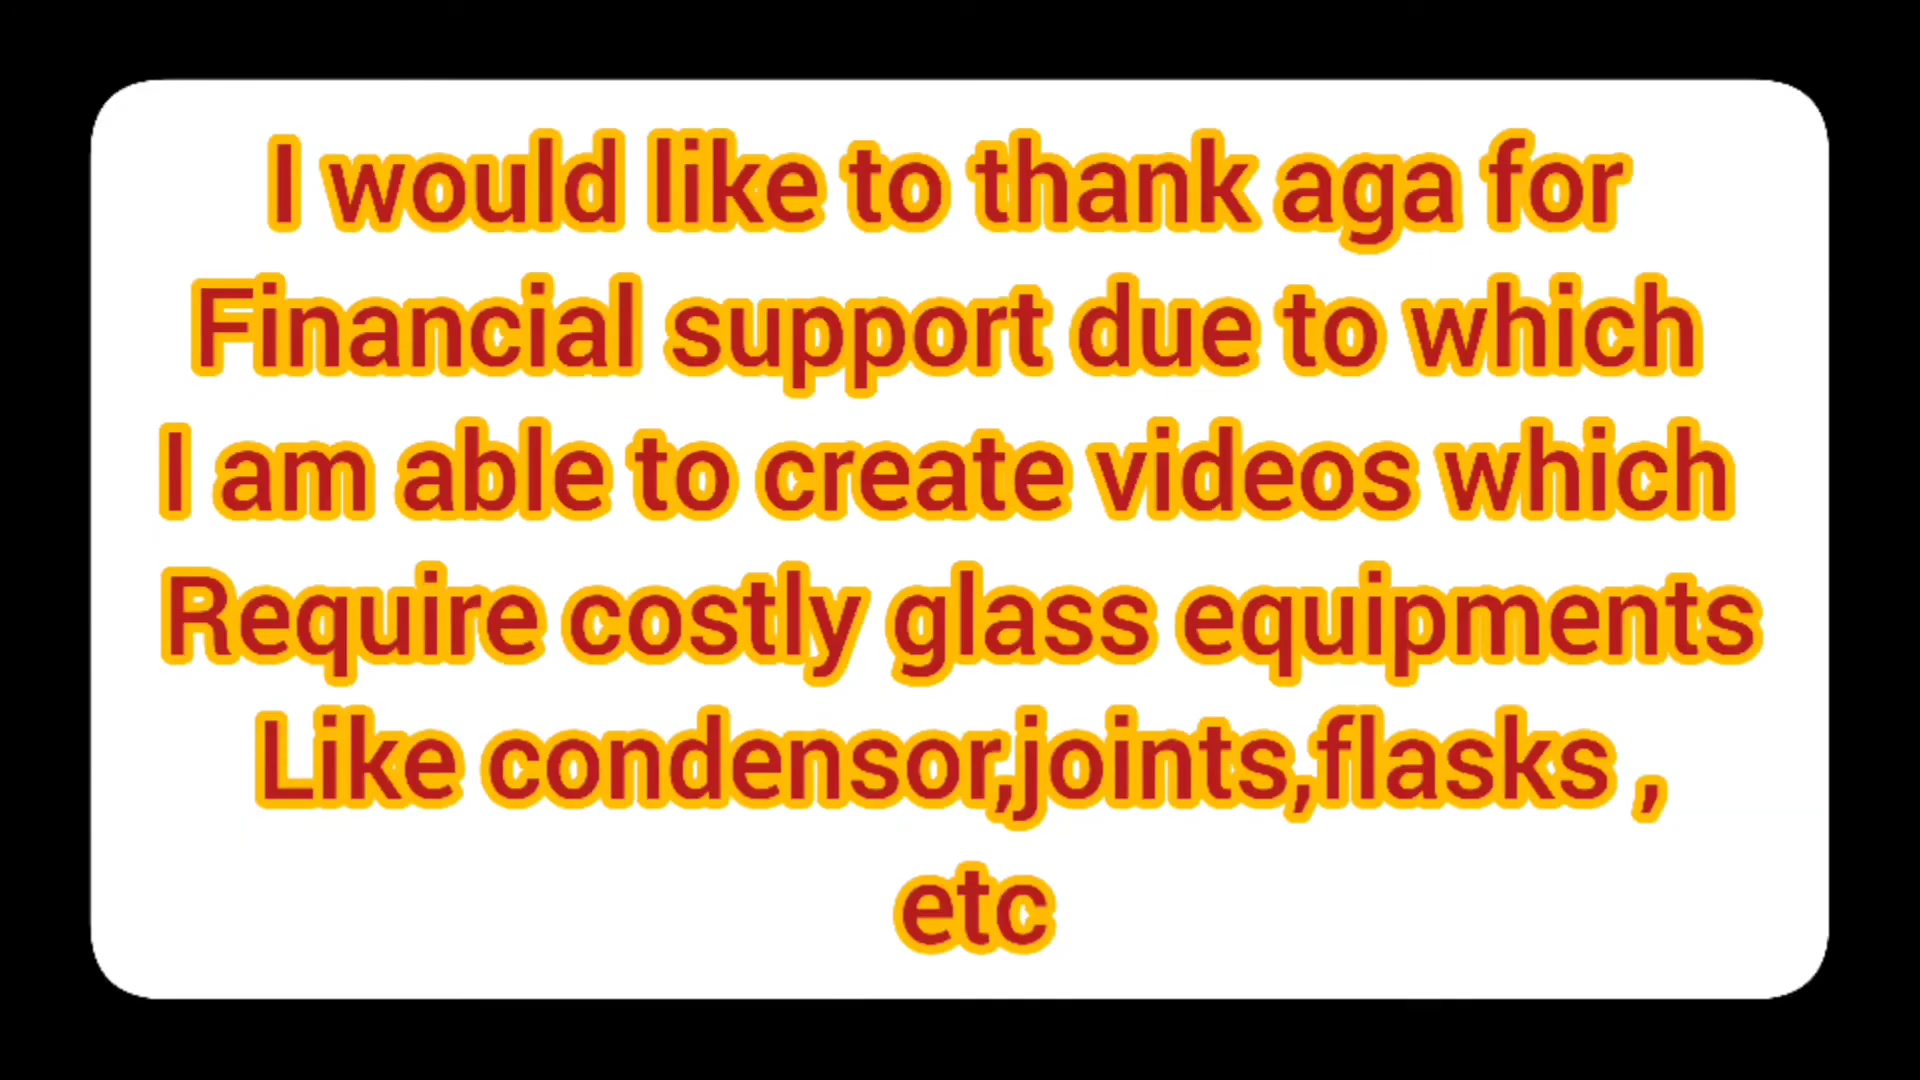 I would like to thank aga for
Financial support due to which
I am able to create videos which
Require costly glass equipments
Like condensor,joints,flasks ,
etc